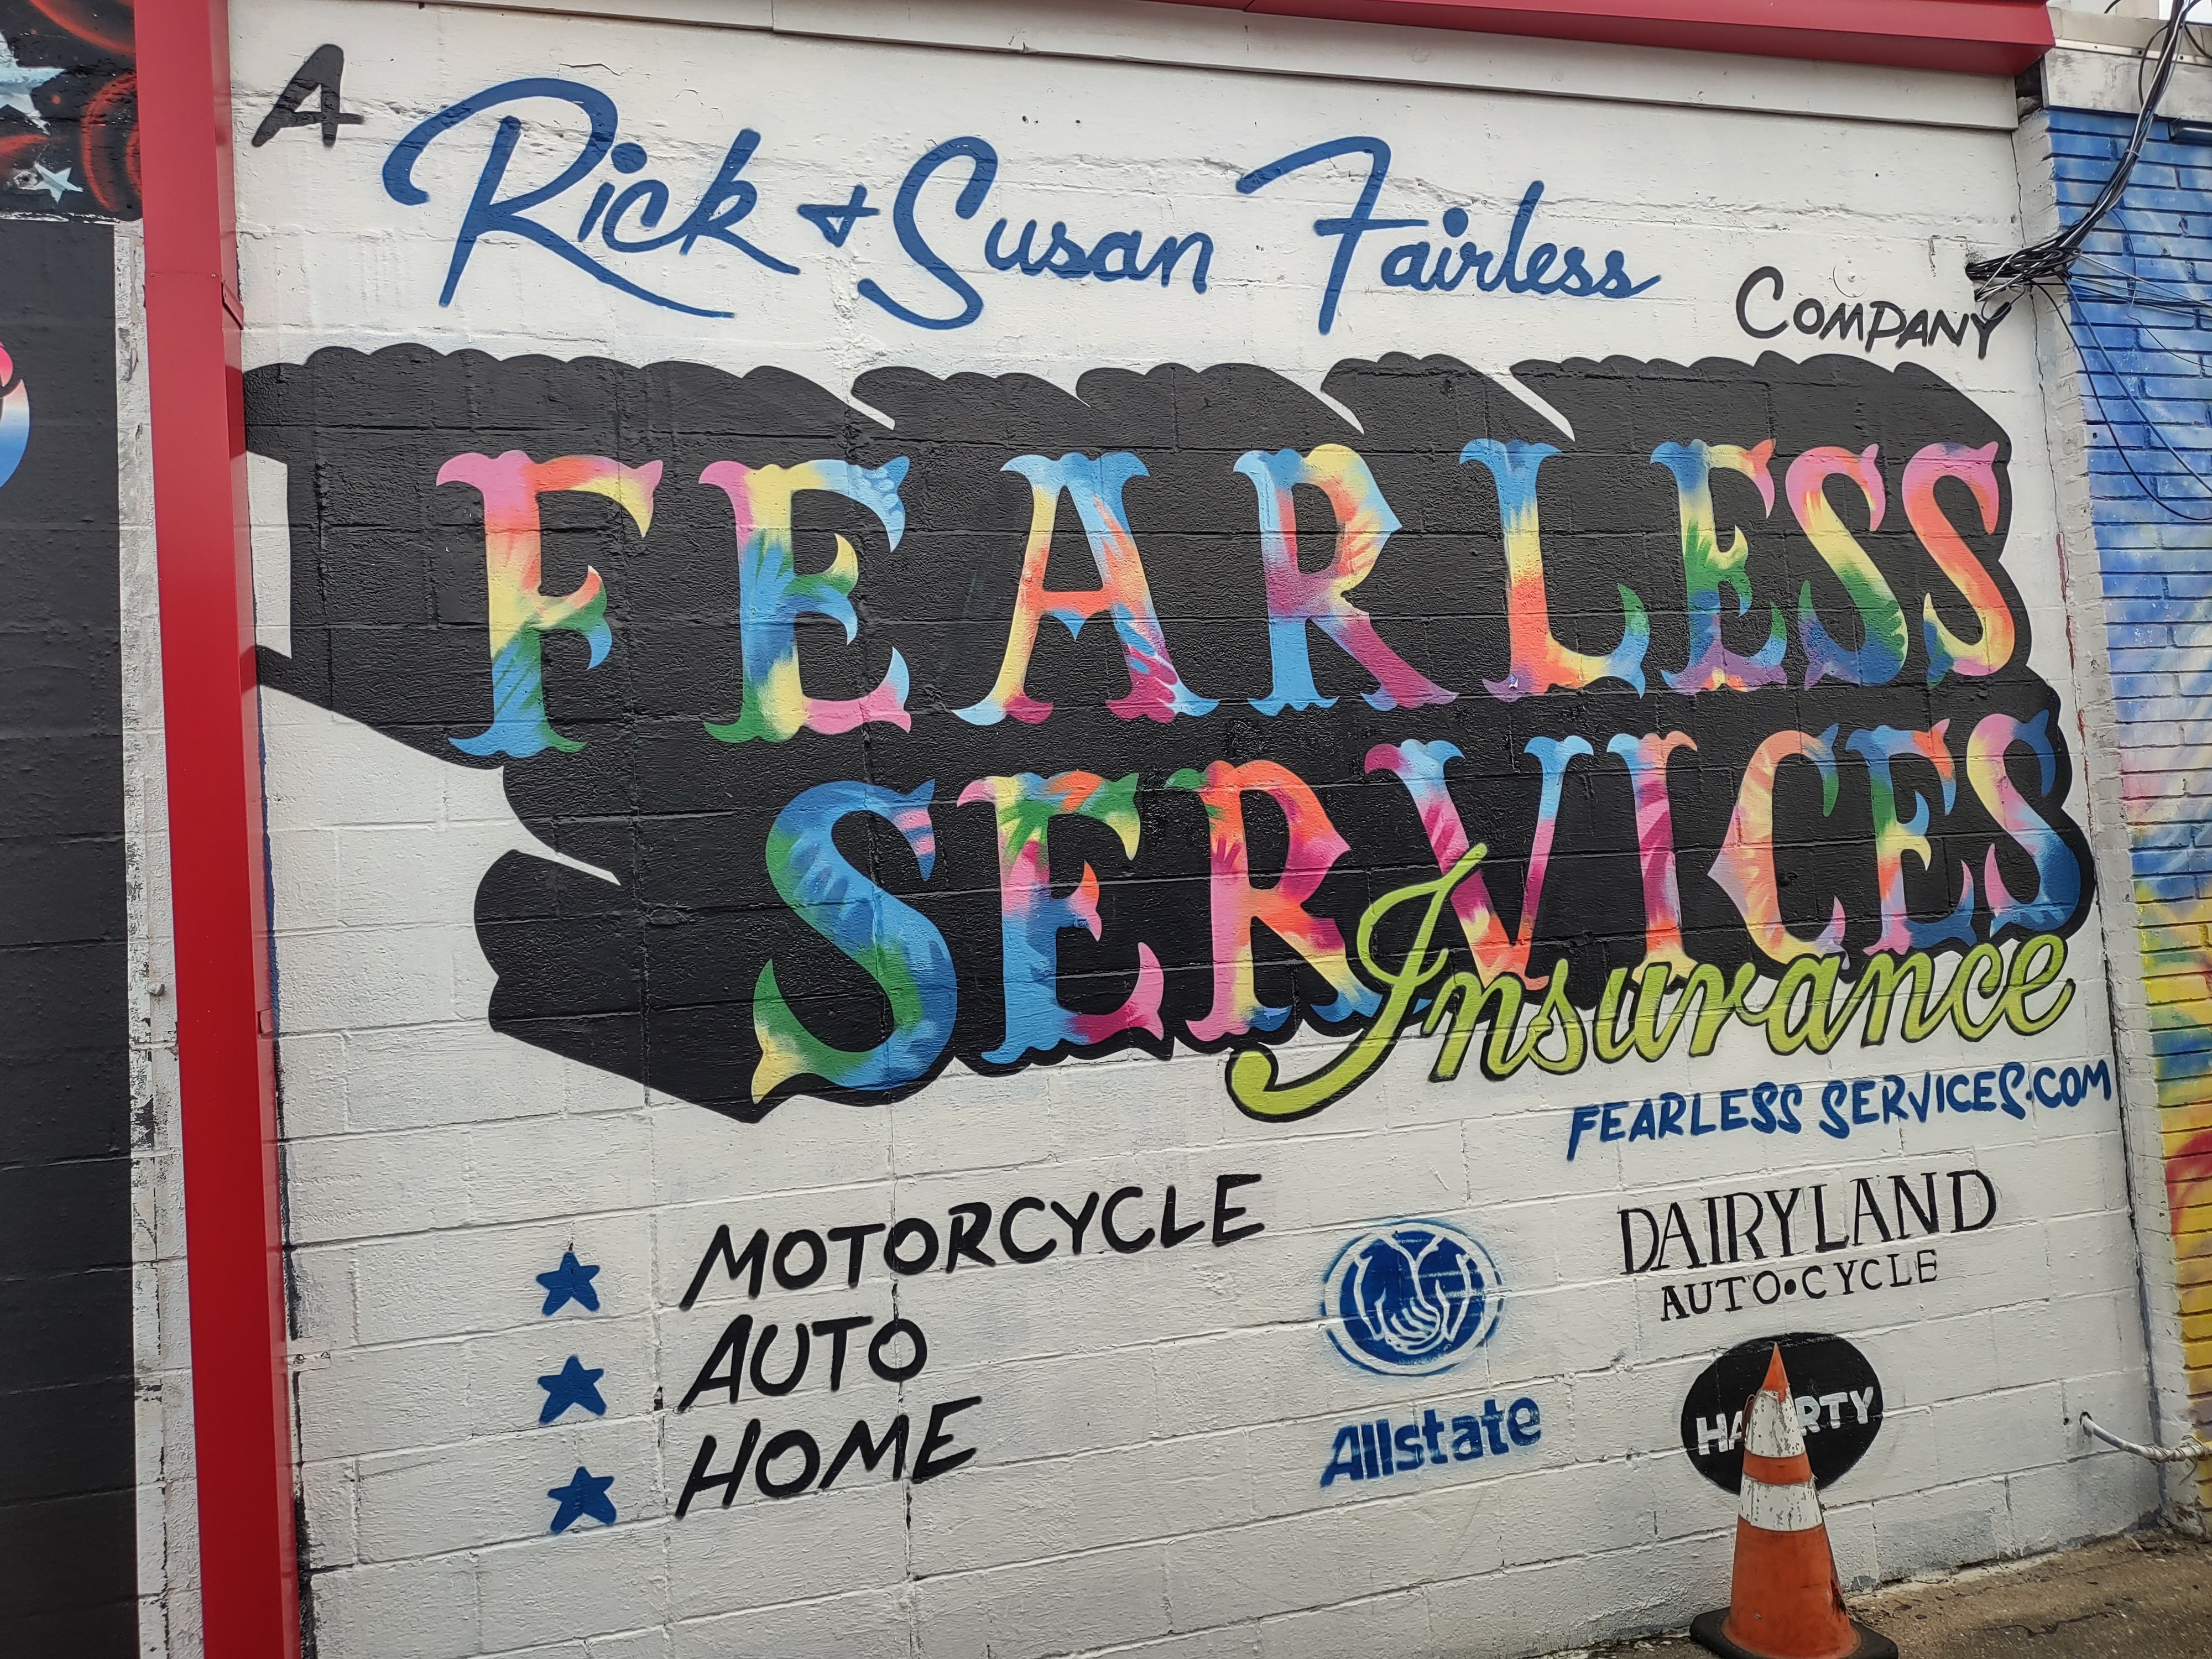 A Rick + Susan Fairless COMPANY
FEARLESS
SERVICES
Insurance
FEARLESS SERVICES.COM
MOTORCYCLE
AUTO
HOME
Allstate
DAIRYLAND
AUTO•CYCLE